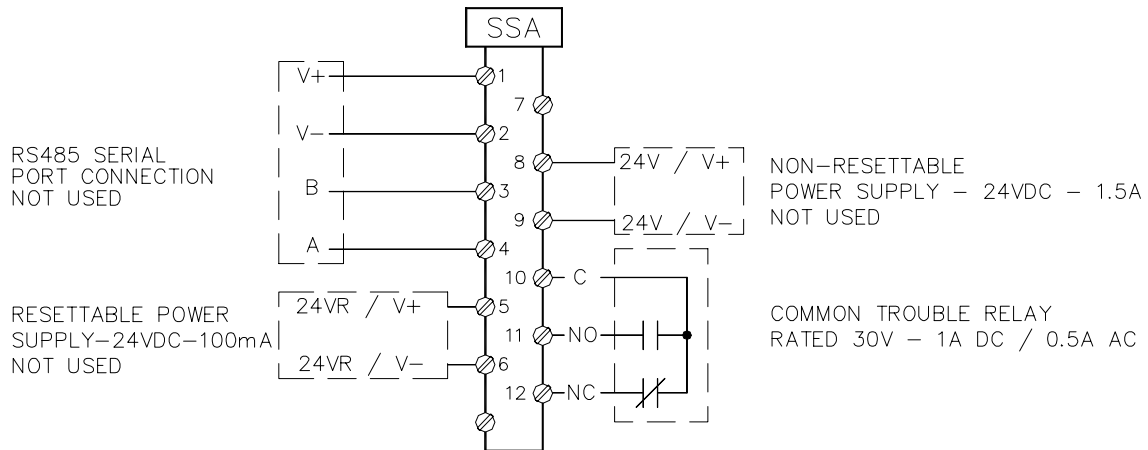 SSA
V+
1
7
V-
2
RS485 SERIAL
PORT CONNECTION
NOT USED
8
24V / V+
NON-RESETTABLE
POWER SUPPLY - 24VDC - 1.5A
NOT USED
B
3
9
24V / V-
A
4
10
C
RESETTABLE POWER
SUPPLY-24VDC-100mA
NOT USED
24VR / V+
5
11
NO
COMMON TROUBLE RELAY
RATED 30V - 1A DC / 0.5A AC
24VR / V-
6
12
NC